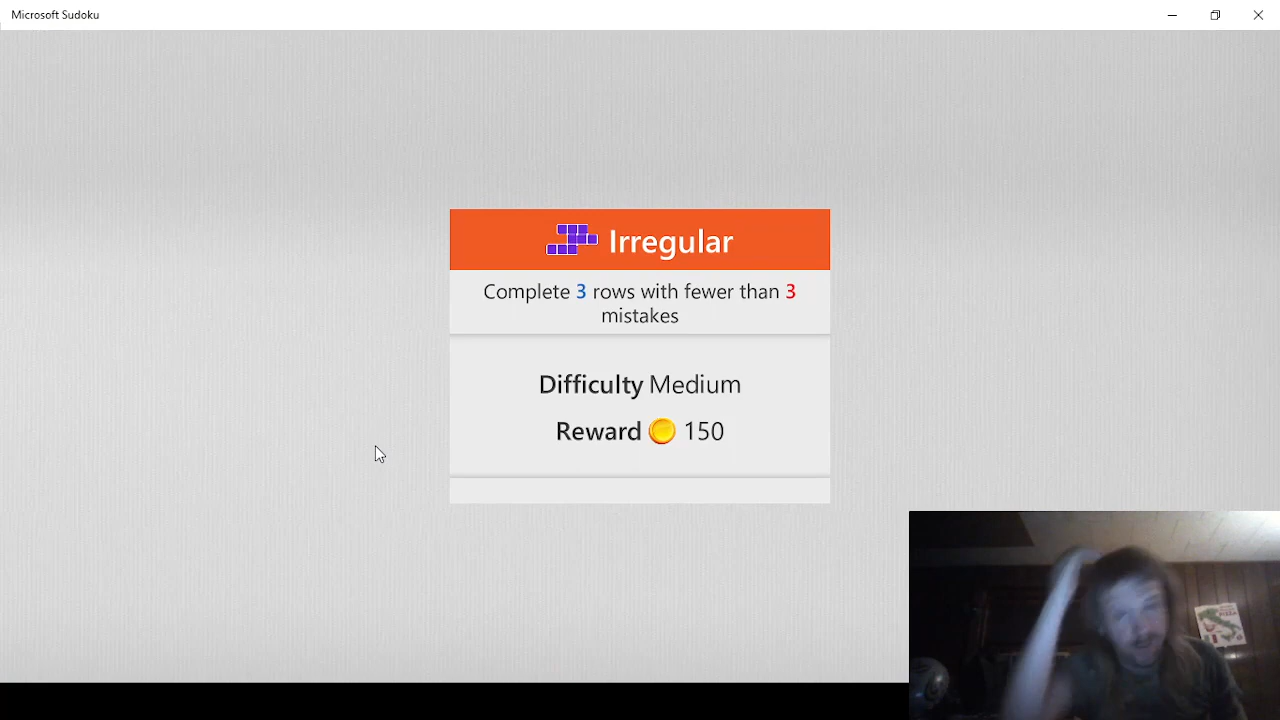 Microsoft Sudoku
Irregular
Complete 3 rows with fewer than 3
mistakes
Difficulty Medium
Reward 150